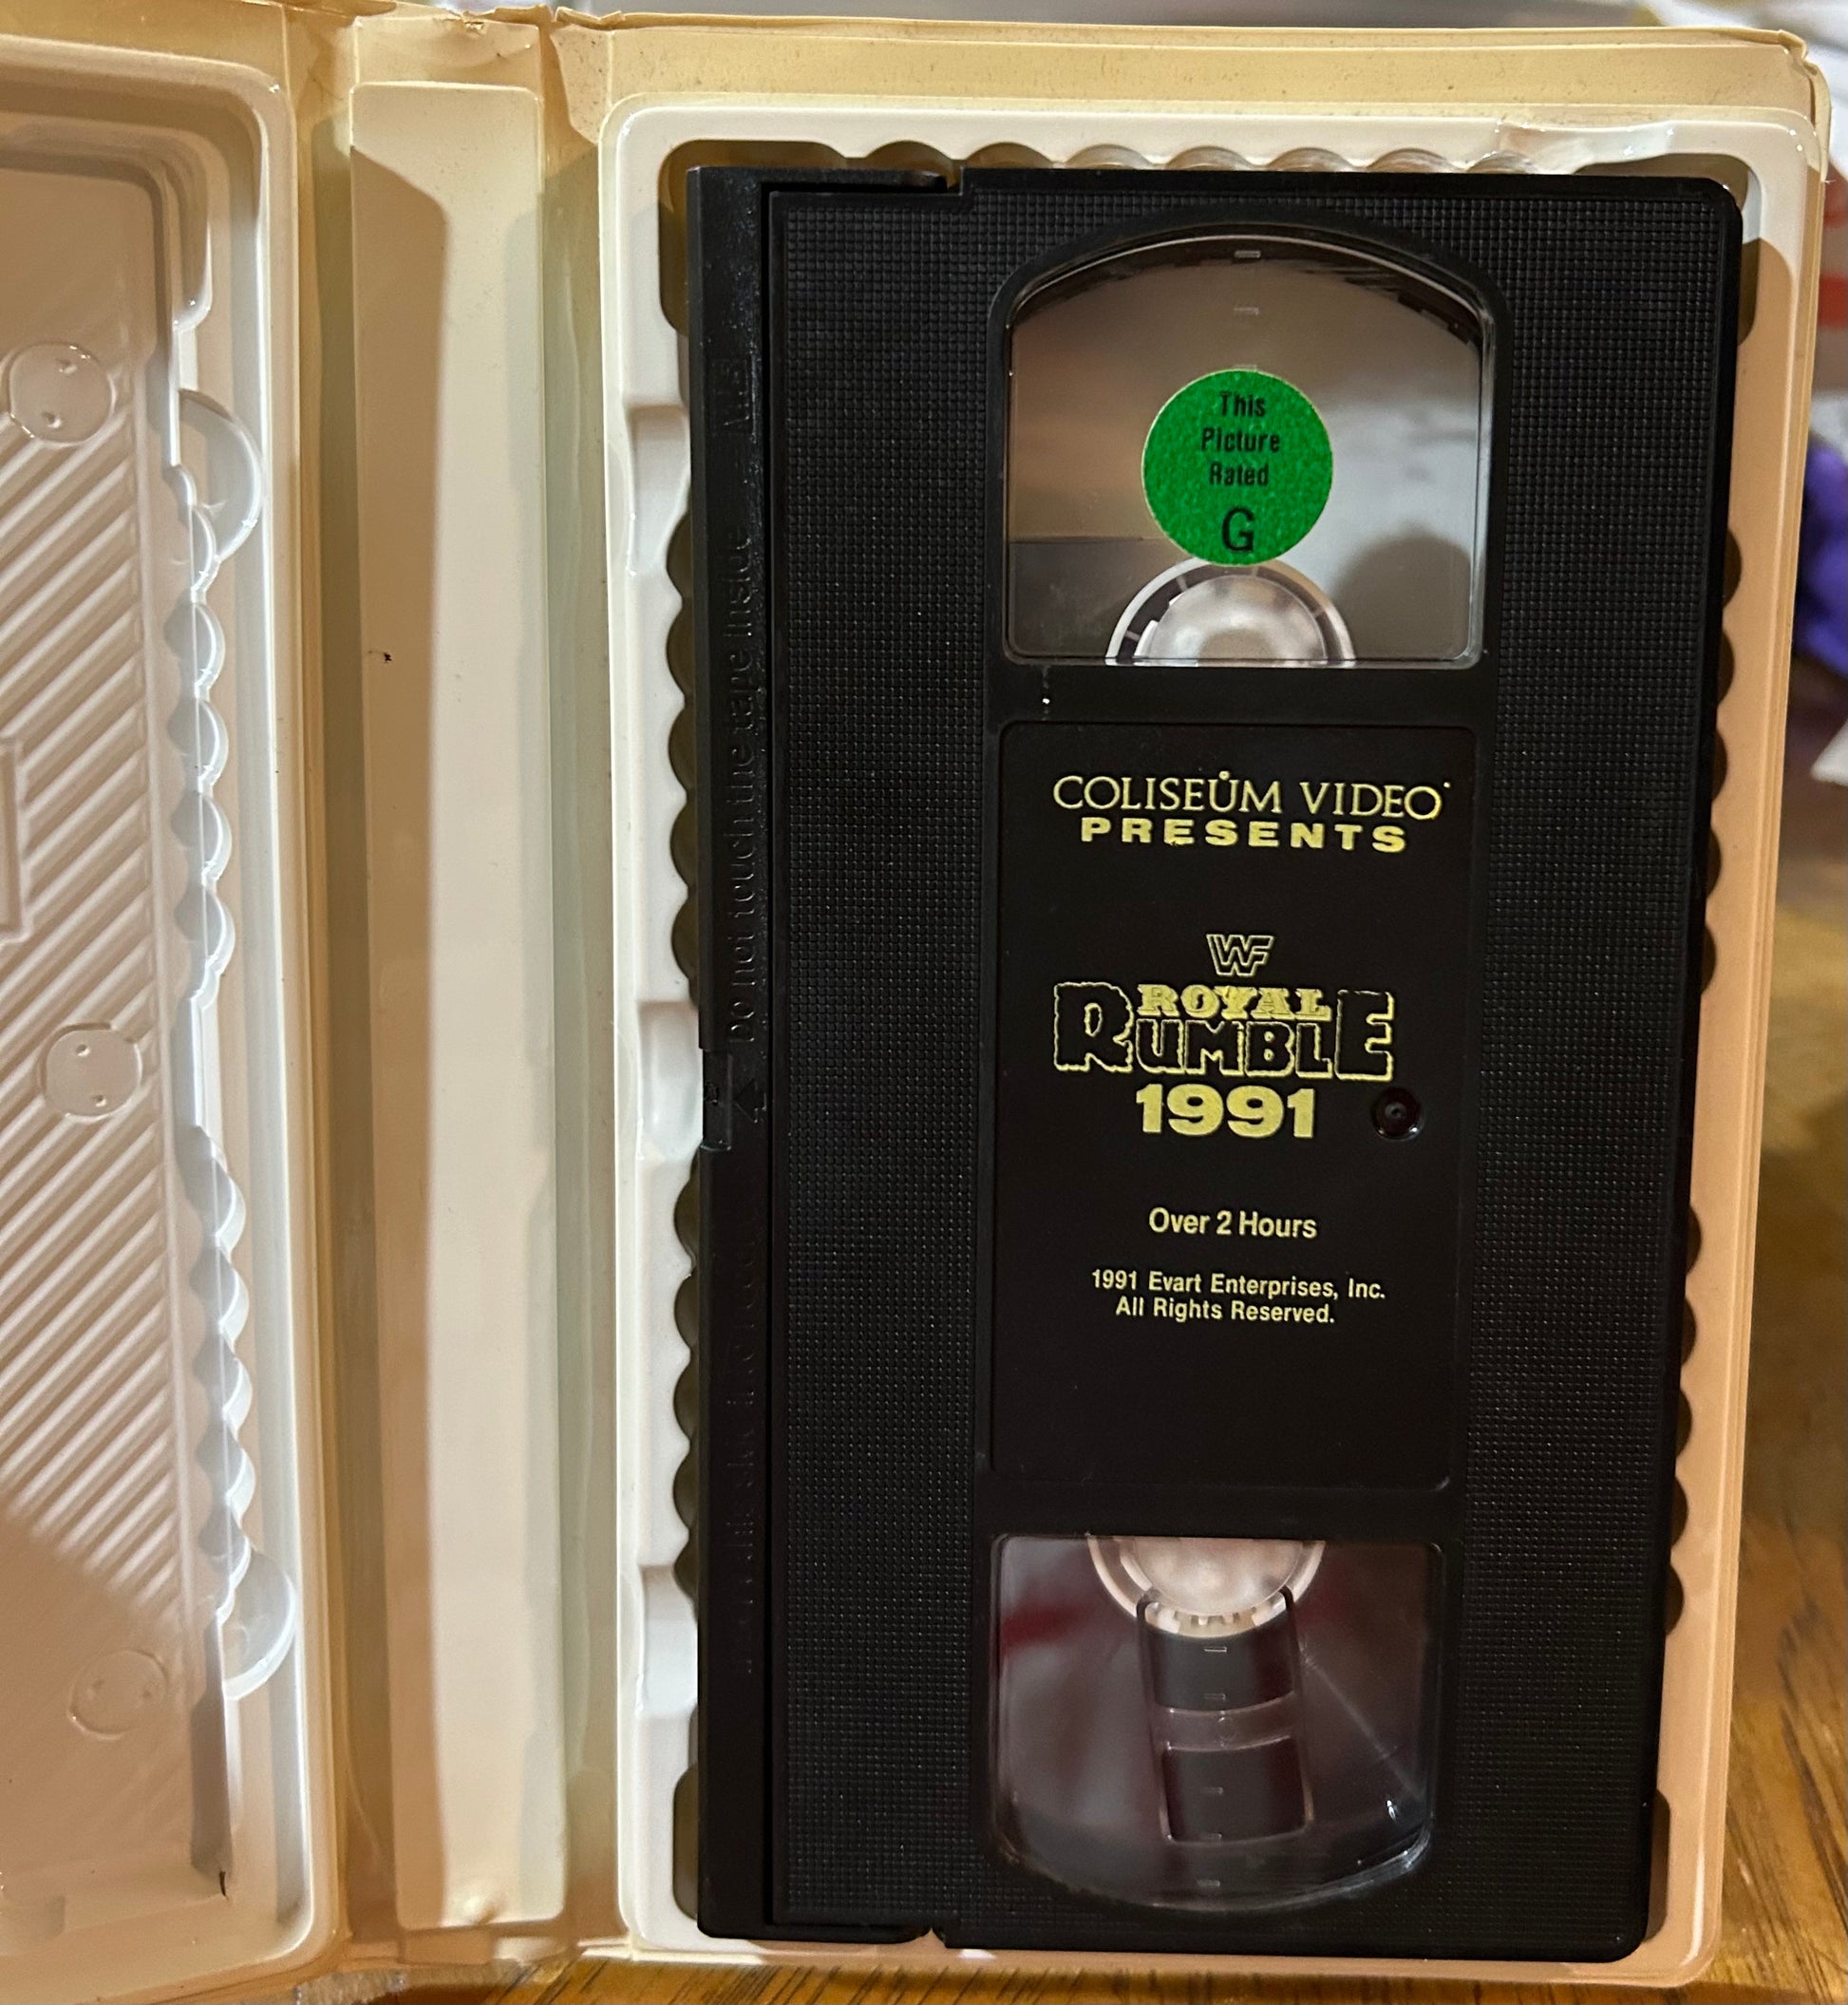 This
Picture
Rated
G
COLISEUM VIDEO
PRESENTS
WF
ROYAL
RUMBLE
1991
Over 2 Hours
1991 Evart Enterprises, Inc.
All Rights Reserved.
Do not touch the tape inside